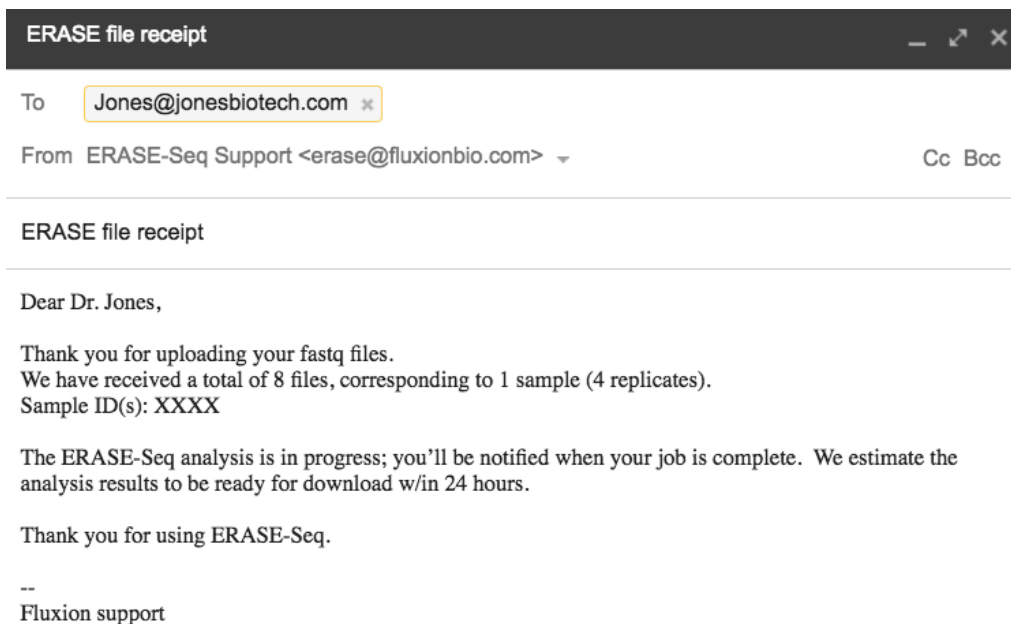 ERASE file receipt
To Jones@jonesbiotech.com ×
From ERASE-Seq Support <erase@fluxionbio.com> Cc Bcc
ERASE file receipt
Dear Dr. Jones,
Thank you for uploading your fastq files.
We have received a total of 8 files, corresponding to 1 sample (4 replicates).
Sample ID(s): XXXX
The ERASE-Seq analysis is in progress; you’ll be notified when your job is complete.  We estimate the
analysis results to be ready for download w/in 24 hours.
Thank you for using ERASE-Seq.
--
Fluxion support